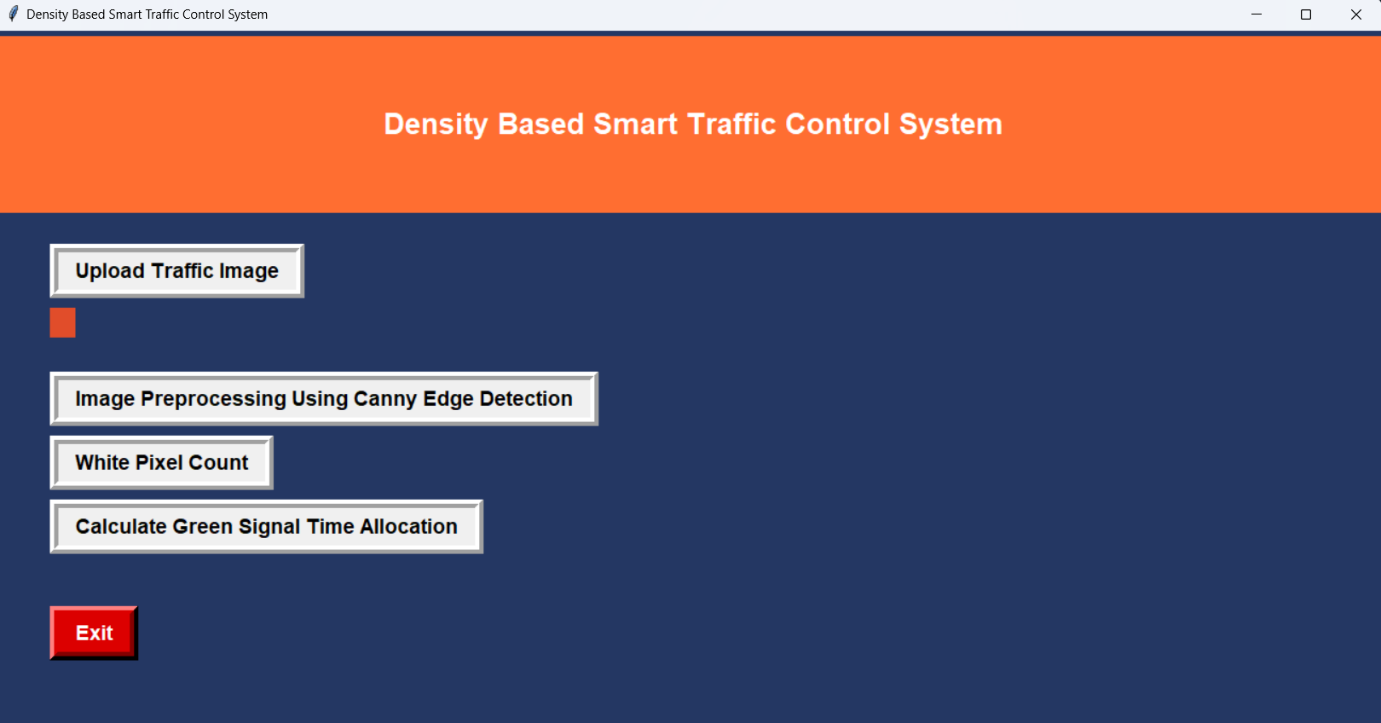 Density Based Smart Traffic Control System
Density Based Smart Traffic Control System
Upload Traffic Image
Image Preprocessing Using Canny Edge Detection
White Pixel Count
Calculate Green Signal Time Allocation
Exit